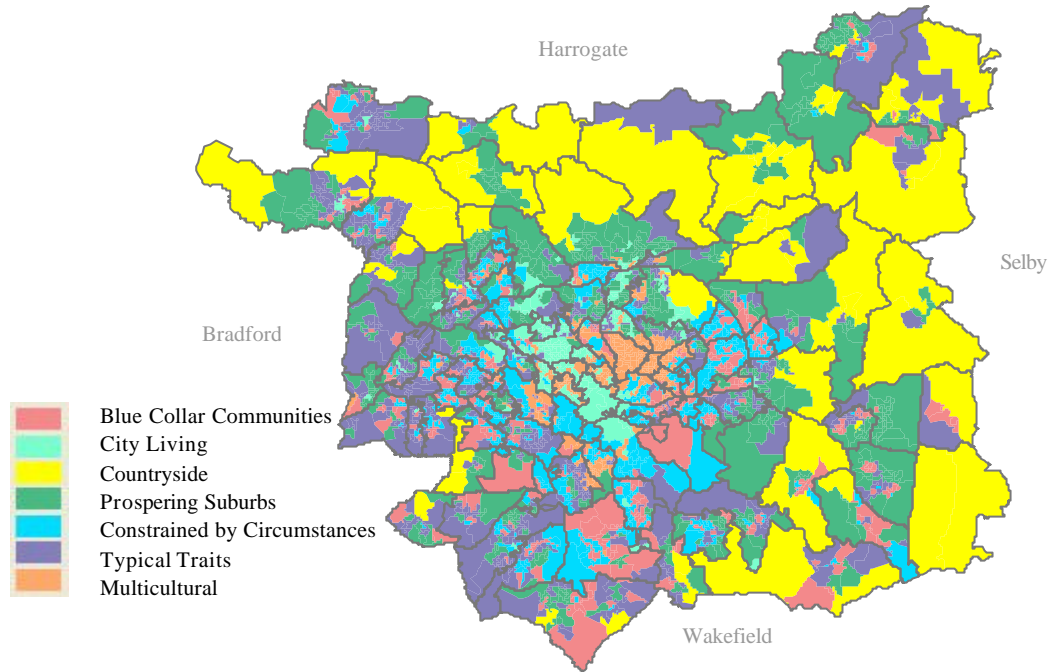 Harrogate
Selby
Bradford
Blue Collar Communities
City Living
Countryside
Prospering Suburbs
Constrained by Circumstances
Typical Traits
Multicultural
Wakefield